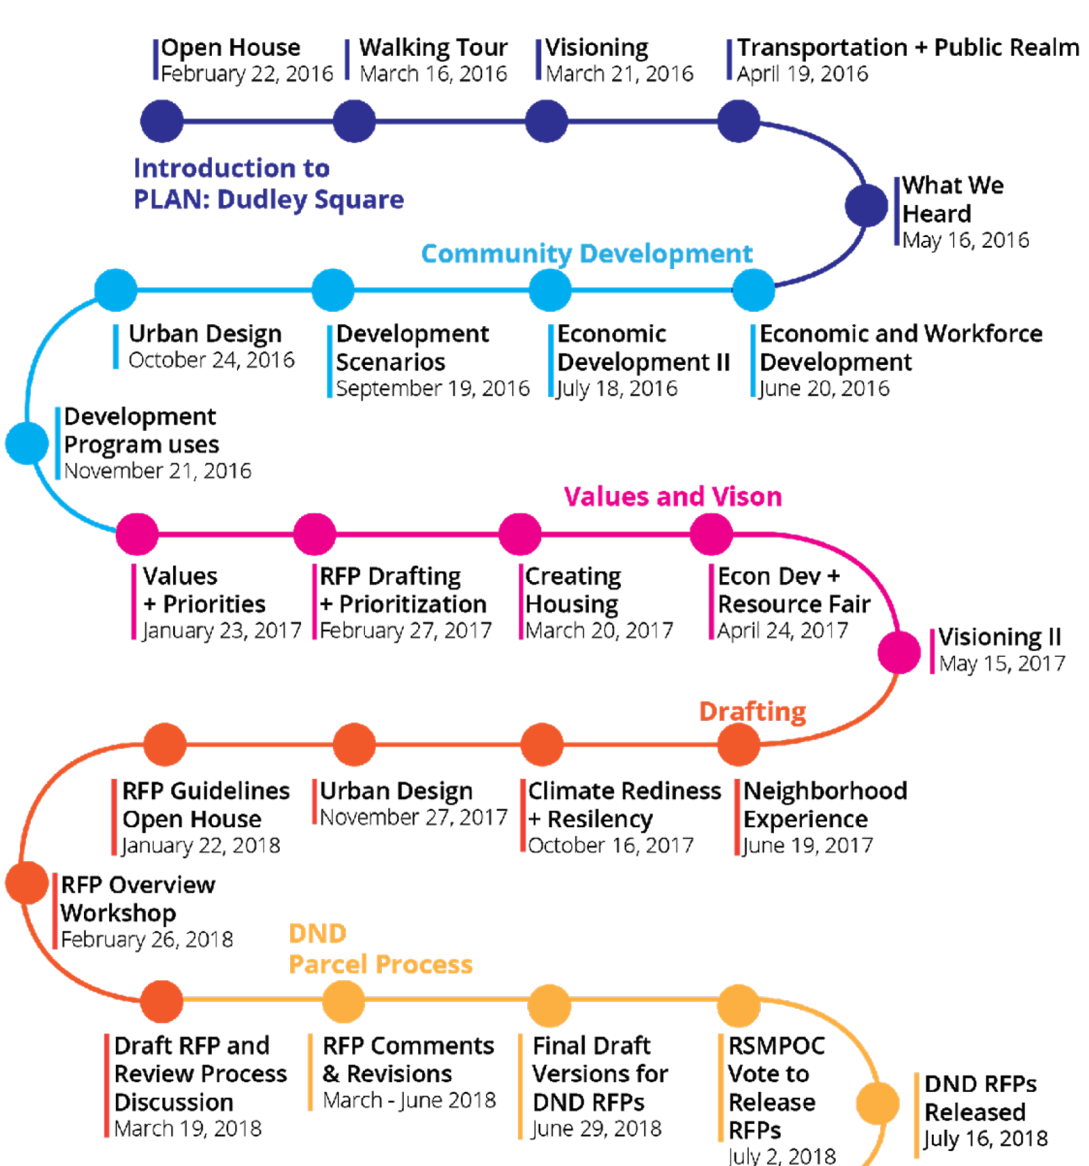 Open House
February 22, 2016
Walking Tour
March 16, 2016
Visioning
March 21, 2016
Transportation + Public Realm
April 19, 2016
Introduction to
PLAN: Dudley Square
What We
Heard
May 16, 2016
Community Development
Urban Design
October 24, 2016
Development
Scenarios
September 19, 2016
Economic
Development II
July 18, 2016
Economic and Workforce
Development
June 20, 2016
Development
Program uses
November 21, 2016
Values and Vison
Values
+ Priorities
January 23, 2017
RFP Drafting
+ Prioritization
February 27, 2017
Creating
Housing
March 20, 2017
Econ Dev +
Resource Fair
April 24, 2017
Visioning II
May 15, 2017
Drafting
RFP Guidelines
Open House
January 22, 2018
Urban Design
November 27, 2017
Climate Rediness
+ Resilency
October 16, 2017
Neighborhood
Experience
June 19, 2017
RFP Overview
Workshop
February 26, 2018
DND
Parcel Process
Draft RFP and
Review Process
Discussion
March 19, 2018
RFP Comments
& Revisions
March - June 2018
Final Draft
Versions for
DND RFPs
June 29, 2018
RSMPOC
Vote to
Release
RFPs
July 2, 2018
DND RFPs
Released
July 16, 2018